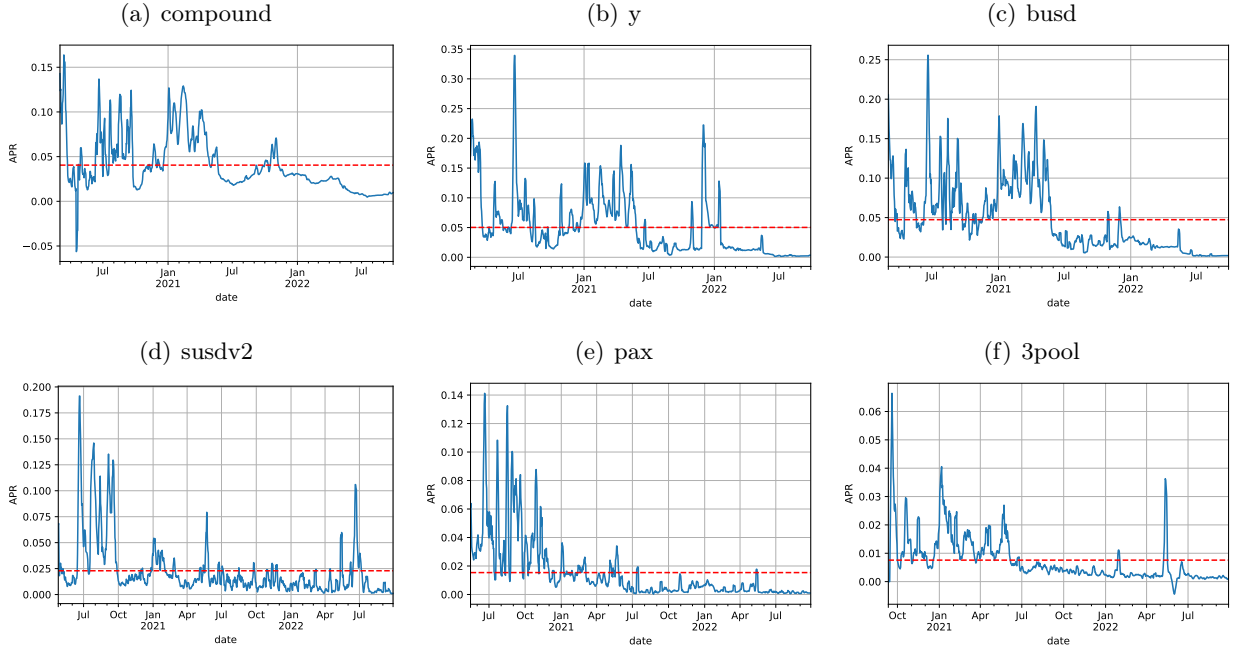 (a) compound
(b) y
(c) busd
0.15
0.10
0.05
0.00
−0.05
APR
Jul
Jan
2021
Jul
Jan
2022
Jul
date
0.35
0.30
0.25
0.20
0.15
0.10
0.05
0.00
APR
Jul
Jan
2021
Jul
Jan
2022
Jul
date
0.25
0.20
0.15
0.10
0.05
0.00
APR
Jul
Jan
2021
Jul
Jan
2022
Jul
date
(d) susdv2
(e) pax
(f) 3pool
0.200
0.175
0.150
0.125
0.100
0.075
0.050
0.025
0.000
APR
Jul
Oct
Jan
2021
Apr
Jul
Oct
Jan
2022
Apr
Jul
date
0.14
0.12
0.10
0.08
0.06
0.04
0.02
0.00
APR
Jul
Oct
Jan
2021
Apr
Jul
Oct
Jan
2022
Apr
Jul
date
0.06
0.05
0.04
0.03
0.02
0.01
0.00
APR
Oct
Jan
2021
Apr
Jul
Oct
Jan
2022
Apr
Jul
date